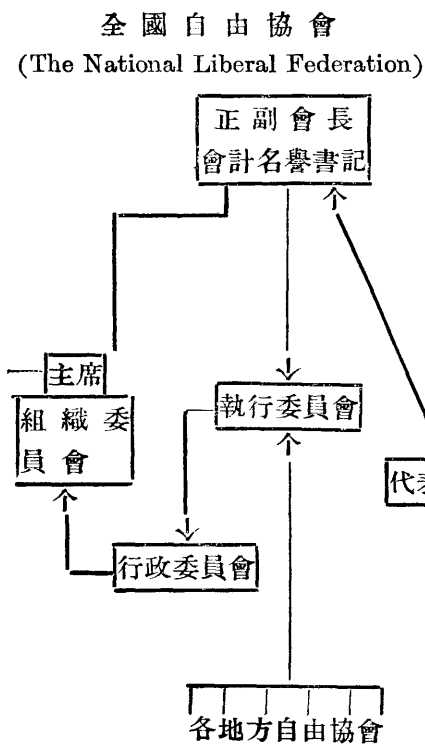 全國自由協會
(The National Liberal Federation)
正副會長
會計名譽書記
主席
組織委
員會
執行委員會
代表
行政委員會
各地方自由協會